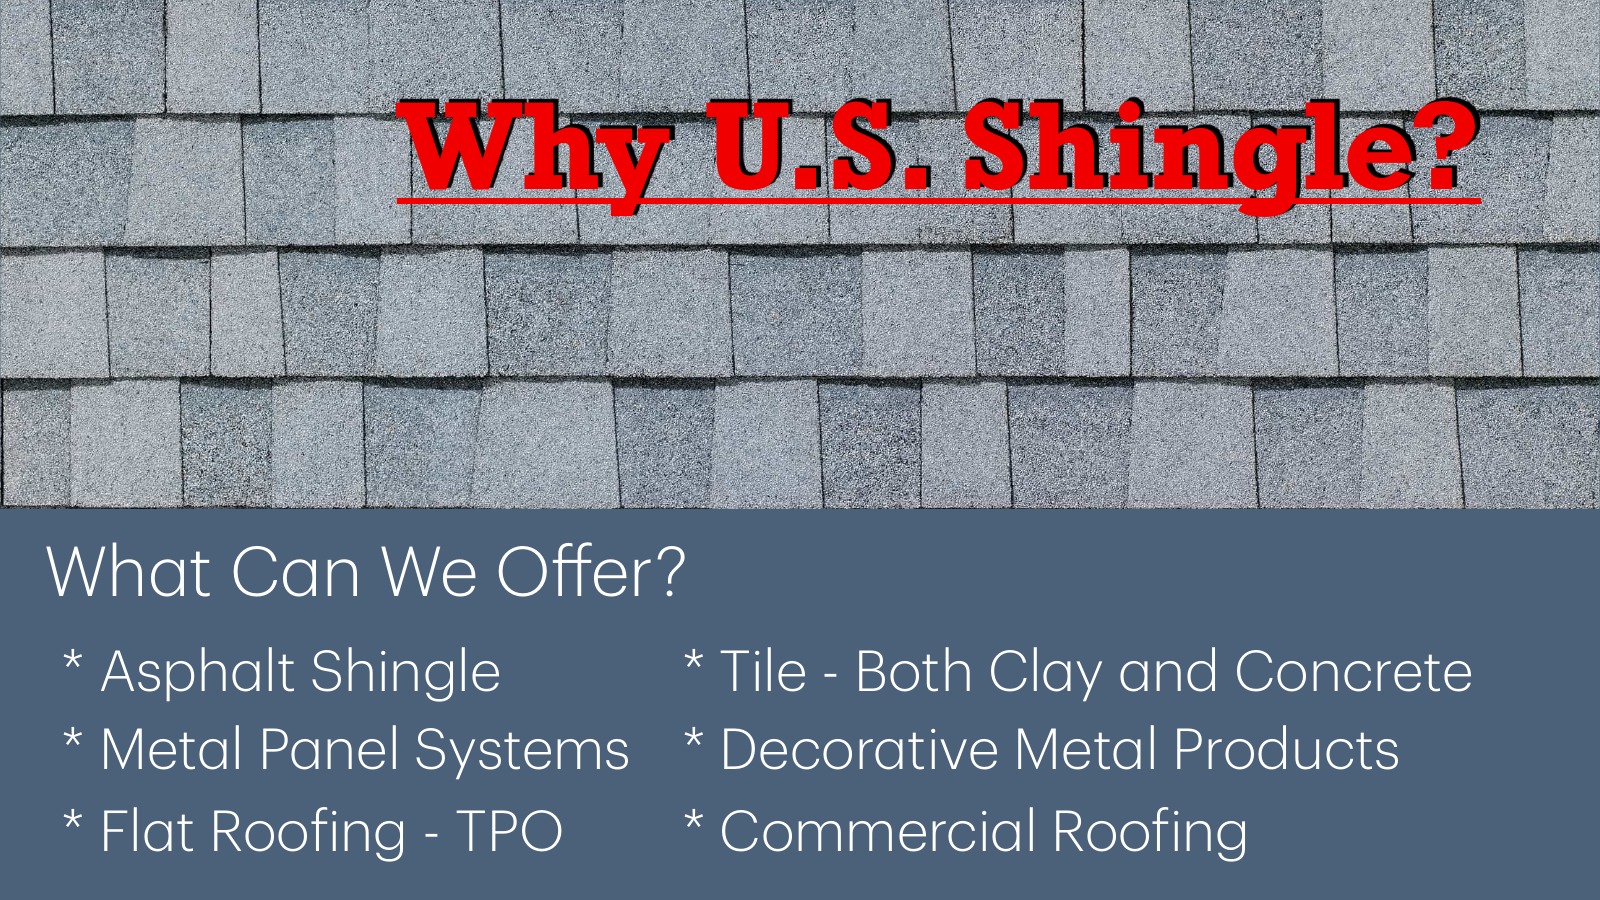 Why U.S. Shingle?
What Can We Offer?
* Asphalt Shingle
* Metal Panel Systems
* Flat Roofing - TPO
* Tile - Both Clay and Concrete
* Decorative Metal Products
* Commercial Roofing